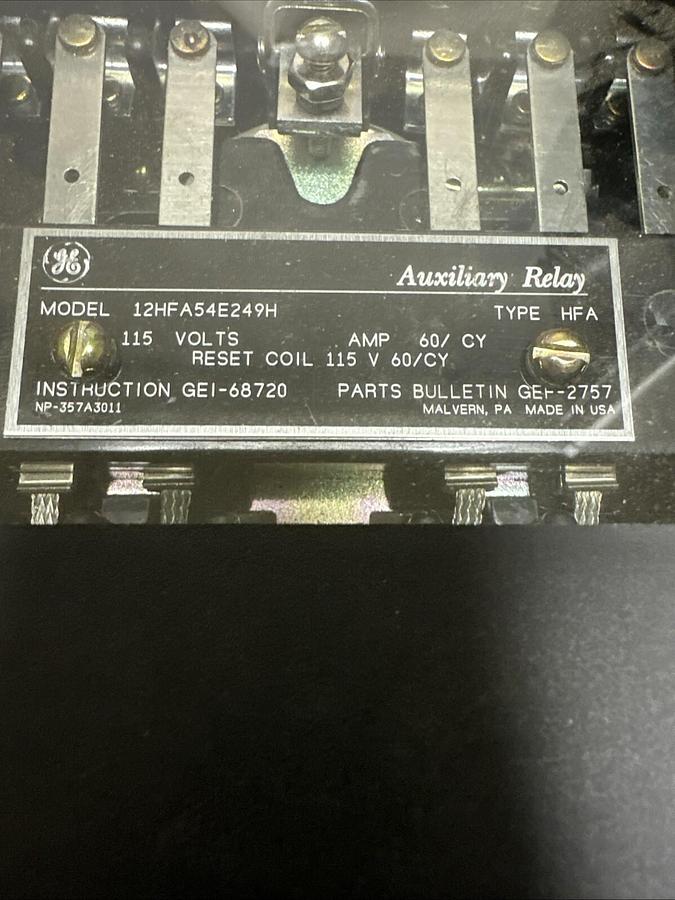 GE
Auxiliary Relay
MODEL 12HFA54E249H TYPE HFA
115 VOLTS AMP 60/ CY
RESET COIL 115 V 60/CY
INSTRUCTION GEI-68720 PARTS BULLETIN GEF-2757
NP-357A3011 MALVERN, PA MADE IN USA